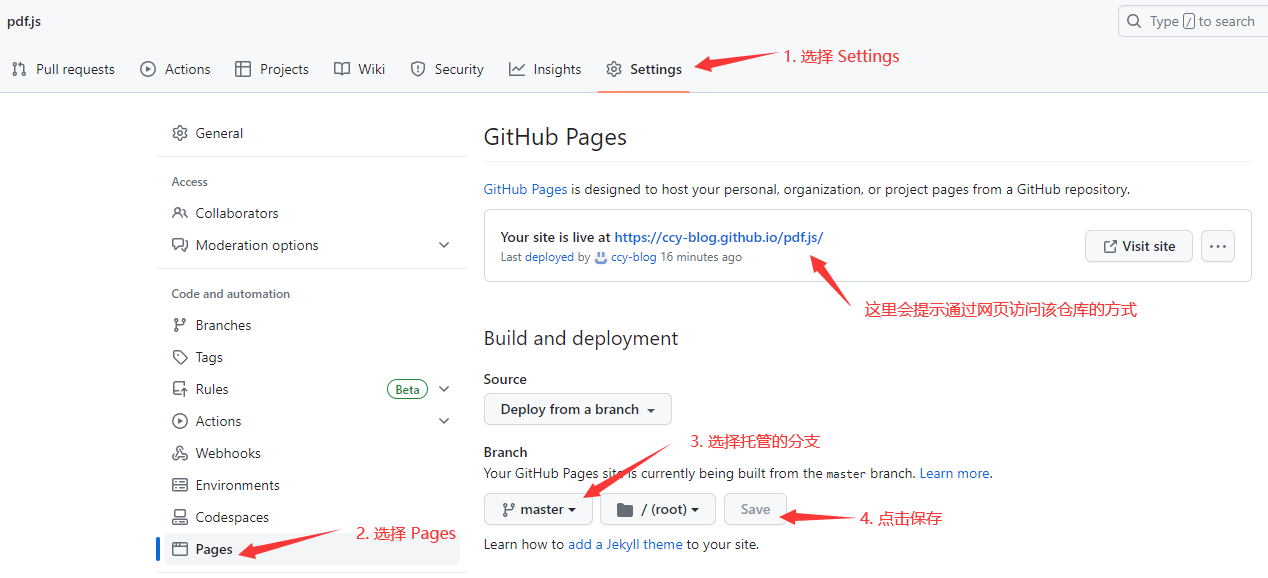 pdf.js
Type / to search
Pull requests Actions Projects Wiki Security Insights Settings
1. 选择 Settings
General
Access
Collaborators
Moderation options
Code and automation
Branches
Tags
Rules Beta
Actions
Webhooks
Environments
Codespaces
Pages
2. 选择 Pages
GitHub Pages
GitHub Pages is designed to host your personal, organization, or project pages from a GitHub repository.
Your site is live at https://ccy-blog.github.io/pdf.js/
Last deployed by ccy-blog 16 minutes ago
Visit site
这里会提示通过网页访问该仓库的方式
Build and deployment
Source
Deploy from a branch
3. 选择托管的分支
Branch
Your GitHub Pages site is currently being built from the master branch. Learn more.
master / (root) Save
4. 点击保存
Learn how to add a Jekyll theme to your site.